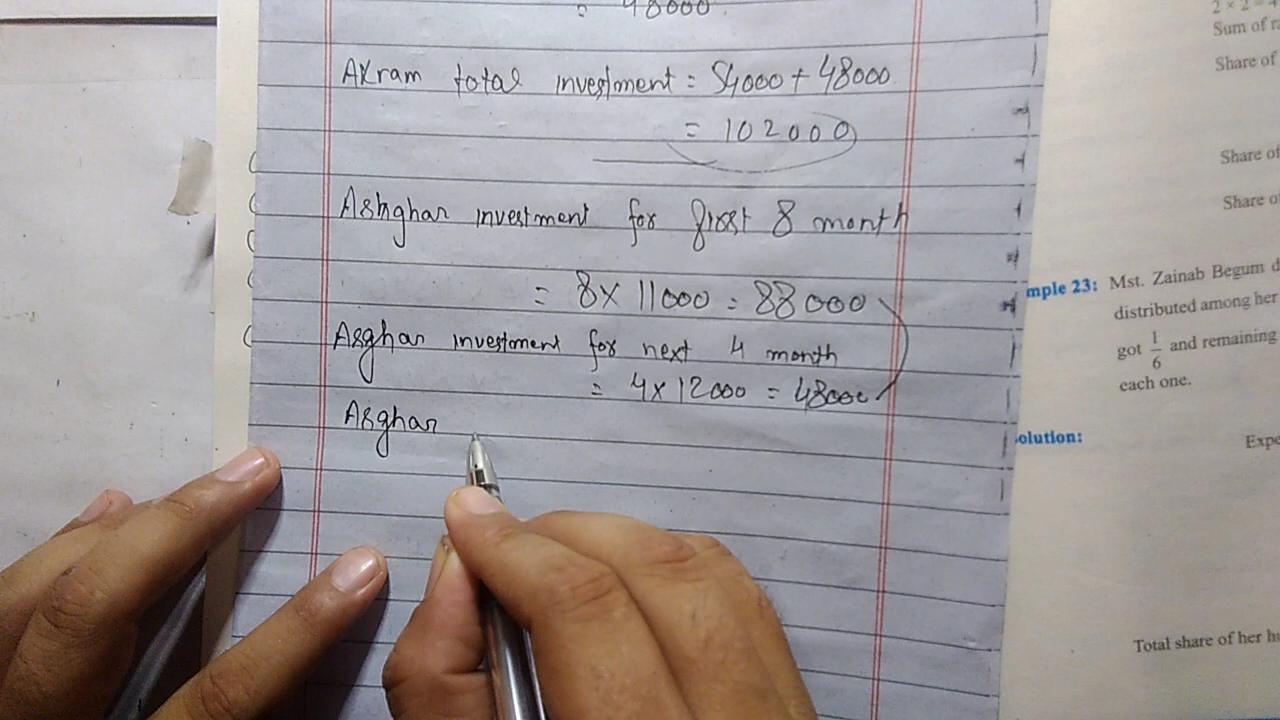 = 48000
AKram total investment = 54000 + 48000
= 102000
Ashghar investment for first 8 month
= 8x 11000 = 88000
Asghar investment for next 4 month
= 4x 12000 = 48000
Asghar
2 × 2 = 4
Sum of
Share of
Share of
Share o
mple 23: Mst. Zainab Begum d
distributed among her
got 1/6 and remaining
each one.
olution:
Expe
Total share of her hu